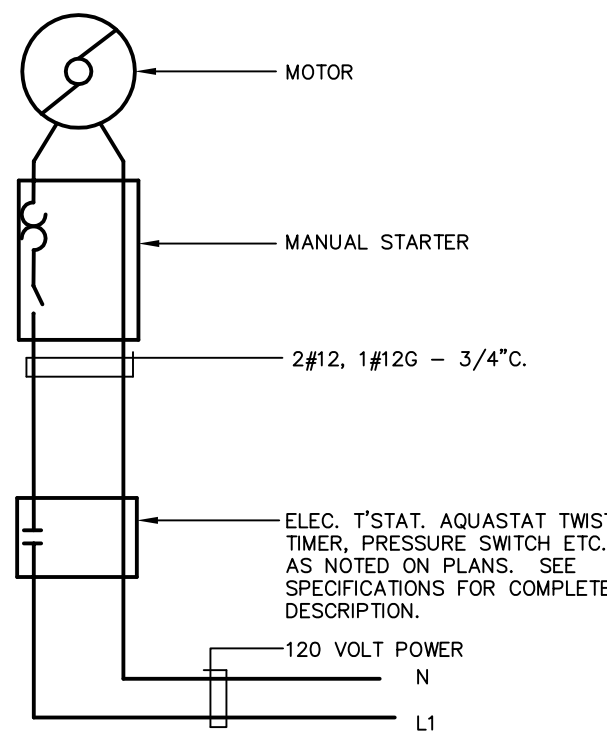 MOTOR
MANUAL STARTER
2#12, 1#12G – 3/4"C.
ELEC. T'STAT. AQUASTAT TWIST
TIMER, PRESSURE SWITCH ETC.
AS NOTED ON PLANS. SEE
SPECIFICATIONS FOR COMPLETE
DESCRIPTION.
120 VOLT POWER
N
L1